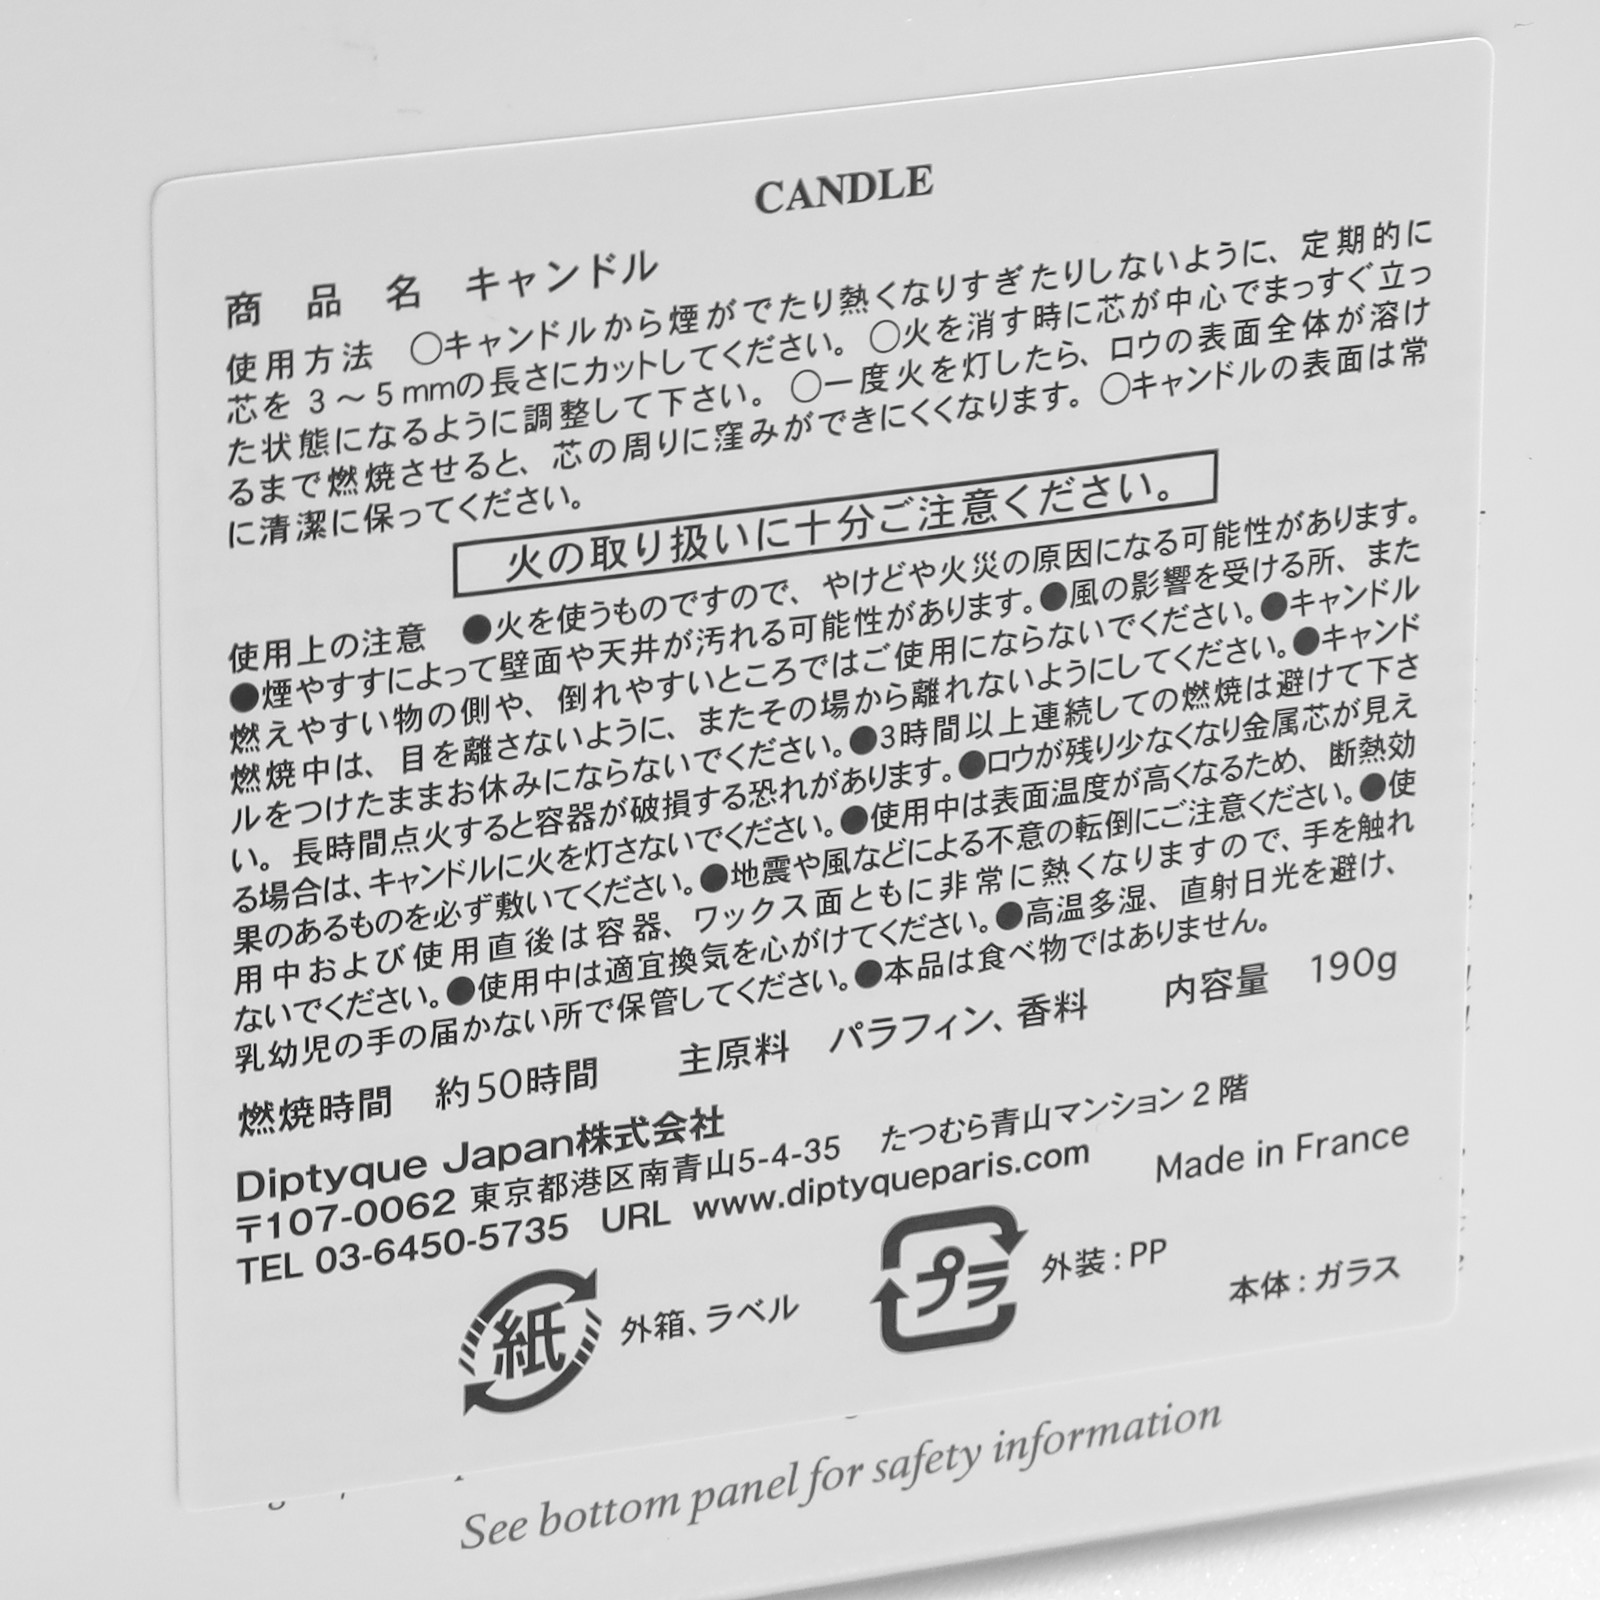 CANDLE
商品名 キャンドル
使用方法 ○キャンドルから煙がでたり熱くなりすぎたりしないように、定期的に
芯を 3～5mmの長さにカットしてください。○火を消す時に芯が中心でまっすぐ立っ
た状態になるように調整して下さい。○一度火を灯したら、ロウの表面全体が溶け
るまで燃焼させると、芯の周りに窪みができにくくなります。○キャンドルの表面は常
に清潔に保ってください。
火の取り扱いに十分ご注意ください。
使用上の注意 ●火を使うものですので、やけどや火災の原因になる可能性があります。
●煙やすすによって壁面や天井が汚れる可能性があります。●風の影響を受ける所、また
燃えやすい物の側や、倒れやすいところではご使用にならないでください。●キャンドル
燃焼中は、目を離さないように、またその場から離れないようにしてください。●キャンド
ルをつけたままお休みにならないでください。●3時間以上連続しての燃焼は避けて下さ
い。長時間点火すると容器が破損する恐れがあります。●ロウが残り少なくなり金属芯が見え
る場合は、キャンドルに火を灯さないでください。●使用中は表面温度が高くなるため、断熱効
果のあるものを必ず敷いてください。●地震や風などによる不意の転倒にご注意ください。●使
用中および使用直後は容器、ワックス面ともに非常に熱くなりますので、手を触れ
ないでください。●使用中は適宜換気を心がけてください。●高温多湿、直射日光を避け、
乳幼児の手の届かない所で保管してください。●本品は食べ物ではありません。
燃焼時間 約50時間 主原料 パラフィン、香料 内容量 190g
Diptyque Japan株式会社
〒107-0062 東京都港区南青山5-4-35 たつむら青山マンション2階
TEL 03-6450-5735 URL www.diptyqueparis.com Made in France
紙 外箱、ラベル プラ 外装：PP 本体：ガラス
See bottom panel for safety information